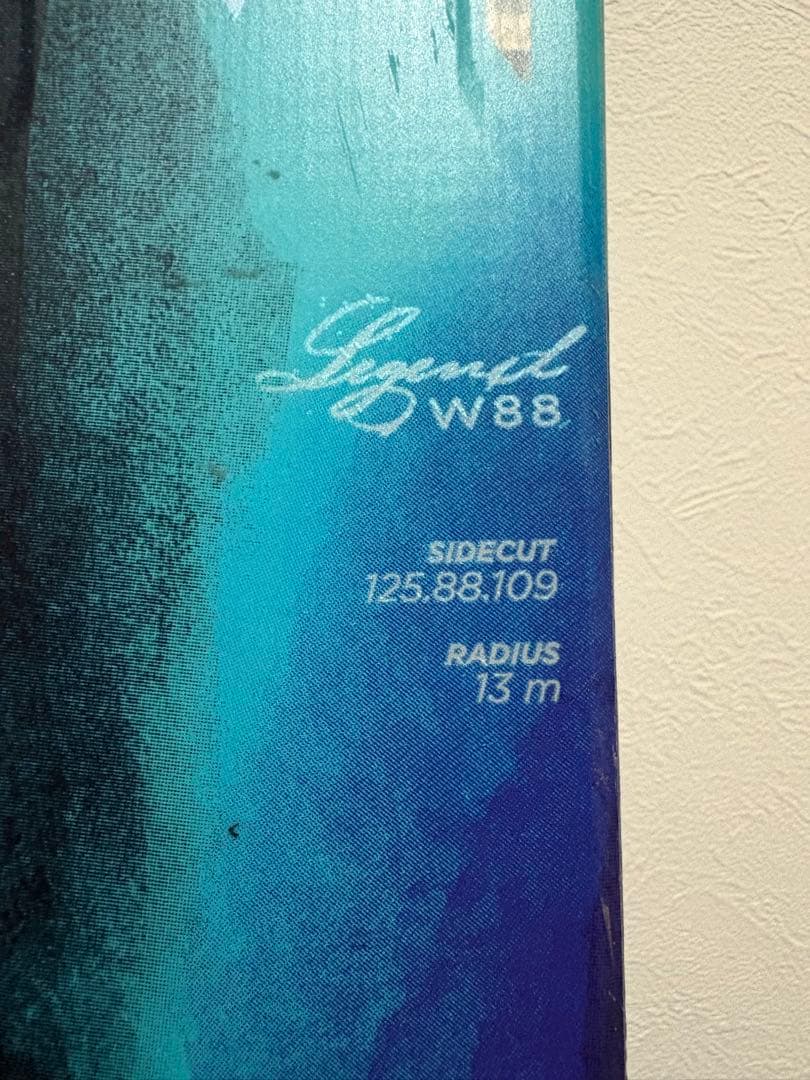 Legend
W88
SIDECUT
125.88.109
RADIUS
13 m